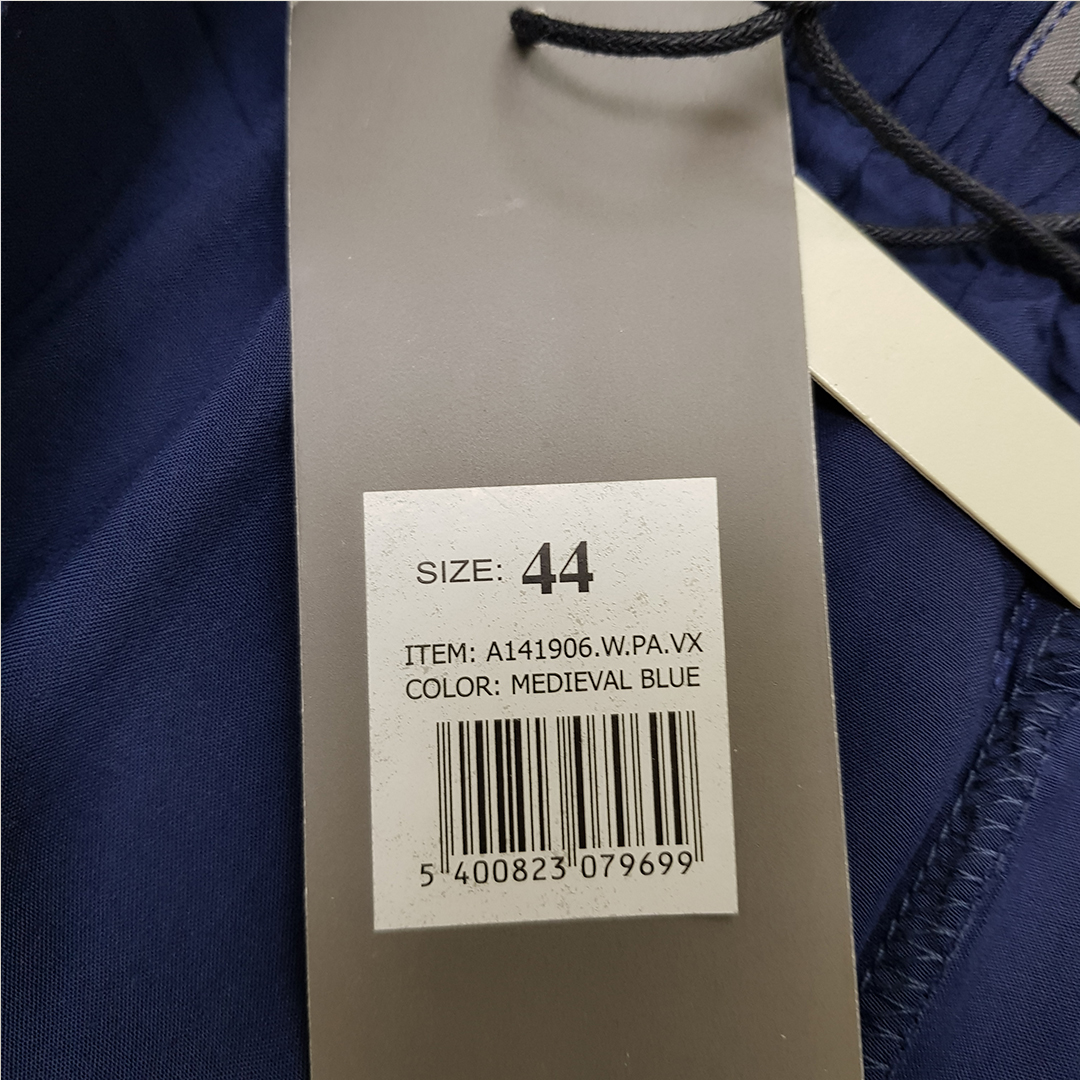 SIZE: 44
ITEM: A141906.W.PA.VX
COLOR: MEDIEVAL BLUE
5 400823 079699